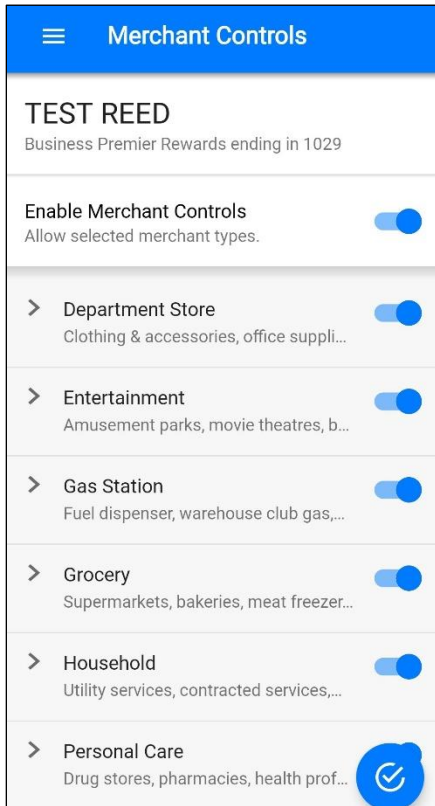 Merchant Controls
TEST REED
Business Premier Rewards ending in 1029
Enable Merchant Controls
Allow selected merchant types.
Department Store
Clothing & accessories, office suppli...
Entertainment
Amusement parks, movie theatres, b...
Gas Station
Fuel dispenser, warehouse club gas,...
Grocery
Supermarkets, bakeries, meat freezer...
Household
Utility services, contracted services,...
Personal Care
Drug stores, pharmacies, health prof...